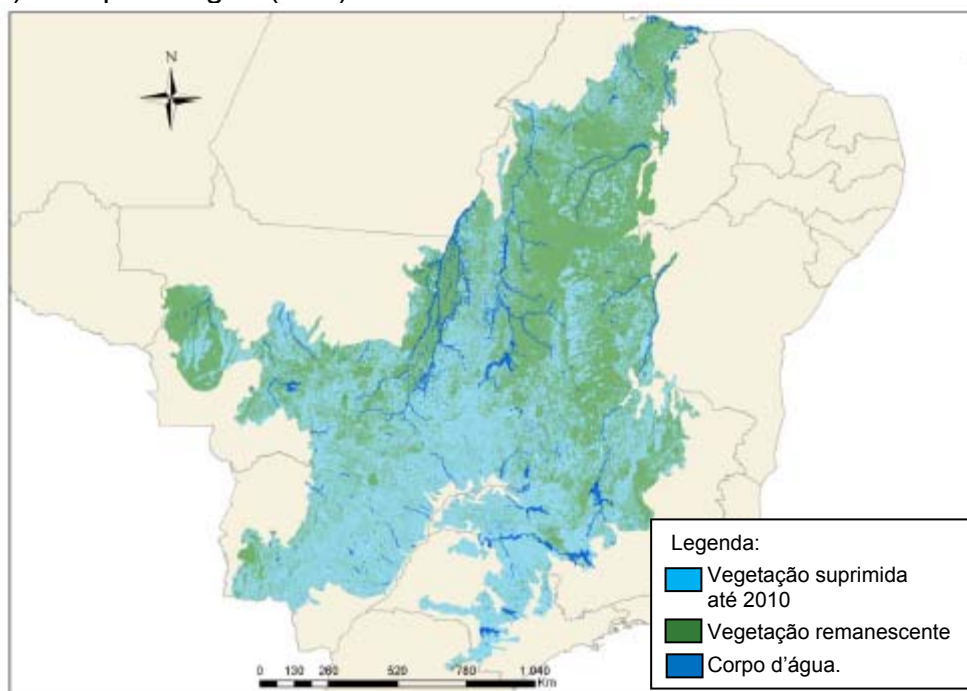 N
Legenda:
Vegetação suprimida
até 2010
Vegetação remanescente
Corpo d’água.
0 130 260 520 780 1.040
Km